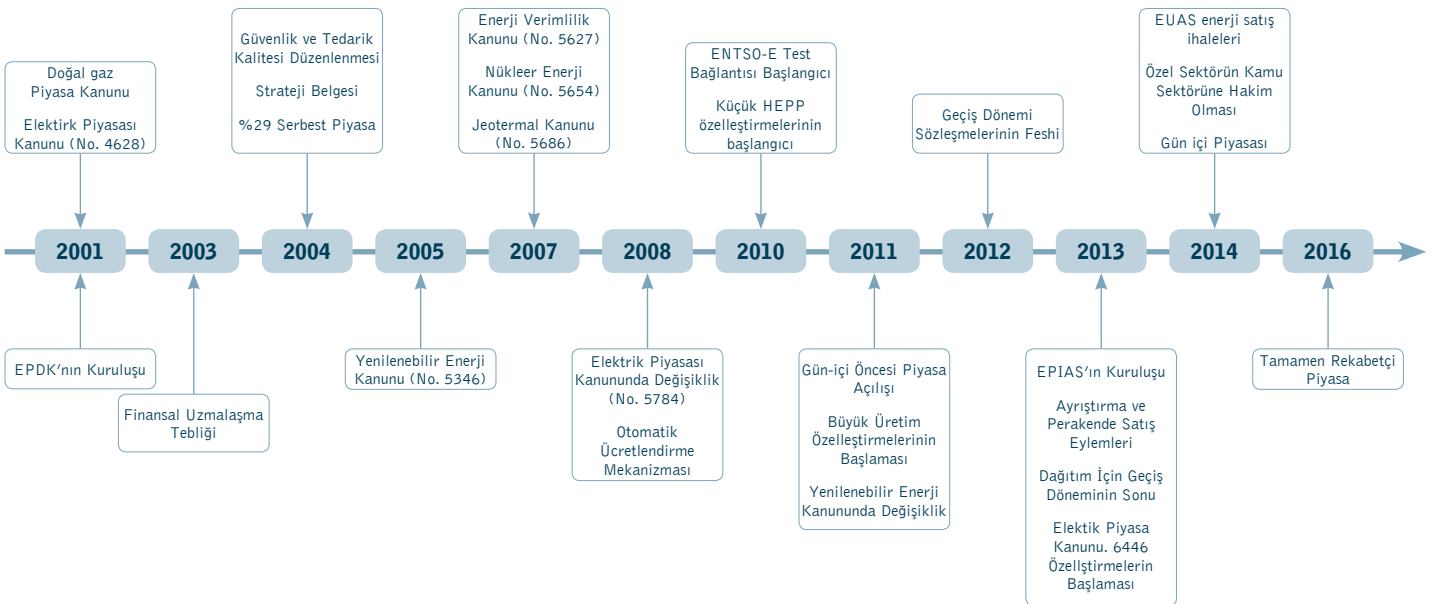 Doğal gaz
Piyasa Kanunu
Elektirk Piyasası
Kanunu (No. 4628)
Güvenlik ve Tedarik
Kalitesi Düzenlenmesi
Strateji Belgesi
%29 Serbest Piyasa
Enerji Verimlilik
Kanunu (No. 5627)
Nükleer Enerji
Kanunu (No. 5654)
Jeotermal Kanunu
(No. 5686)
ENTSO-E Test
Bağlantısı Başlangıcı
Küçük HEPP
özelleştirmelerinin
başlangıcı
Geçiş Dönemi
Sözleşmelerinin Feshi
EUAS enerji satış
ihaleleri
Özel Sektörün Kamu
Sektörüne Hakim
Olması
Gün içi Piyasası
2001 2003 2004 2005 2007 2008 2010 2011 2012 2013 2014 2016
EPDK'nın Kuruluşu
Finansal Uzmalaşma
Tebliği
Yenilenebilir Enerji
Kanunu (No. 5346)
Elektrik Piyasası
Kanununda Değişiklik
(No. 5784)
Otomatik
Ücretlendirme
Mekanizması
Gün-içi Öncesi Piyasa
Açılışı
Büyük Üretim
Özelleştirmelerinin
Başlaması
Yenilenebilir Enerji
Kanununda Değişiklik
EPIAS'ın Kuruluşu
Ayrıştırma ve
Perakende Satış
Eylemleri
Dağıtım İçin Geçiş
Döneminin Sonu
Elektik Piyasa
Kanunu. 6446
Özellştirmelerin
Başlaması
Tamamen Rekabetçi
Piyasa